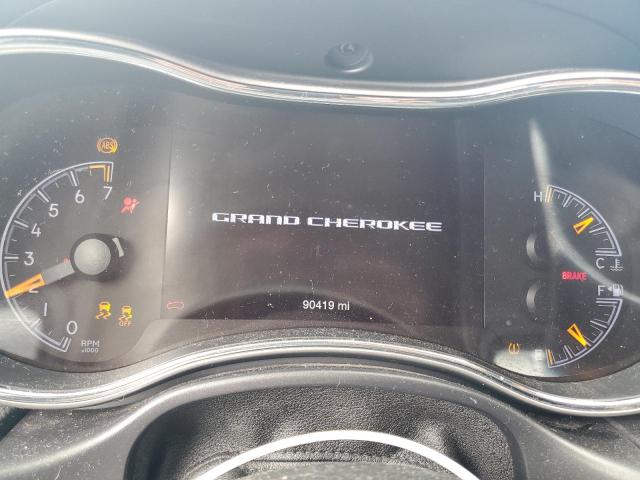 ABS
7
6
5
4
3
2
1
0
RPM
x1000
OFF
GRAND CHEROKEE
90419 mi
H
C
BRAKE
F
E